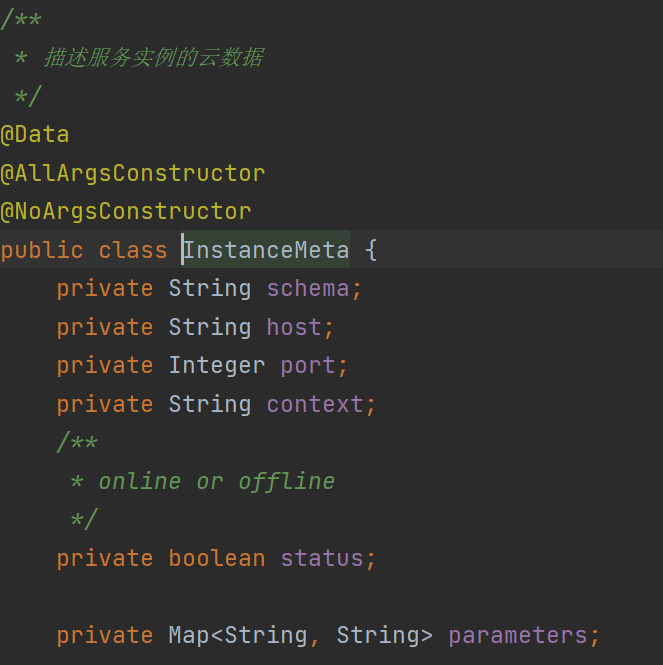 /**
 * 描述服务实例的云数据
 */
@Data
@AllArgsConstructor
@NoArgsConstructor
public class InstanceMeta {
    private String schema;
    private String host;
    private Integer port;
    private String context;
    /**
     * online or offline
     */
    private boolean status;

    private Map<String, String> parameters;